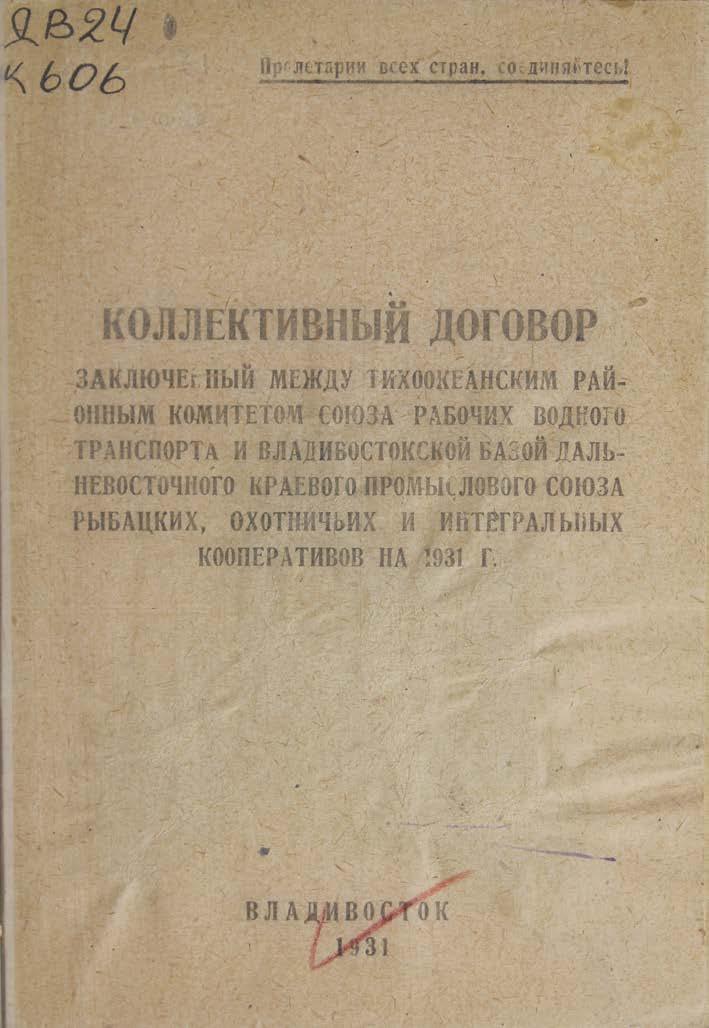 ДВ24
К606
Пролетарии всех стран, соединяйтесь!
КОЛЛЕКТИВНЫЙ ДОГОВОР
ЗАКЛЮЧЕННЫЙ МЕЖДУ ТИХООКЕАНСКИМ РАЙ-
ОННЫМ КОМИТЕТОМ СОЮЗА РАБОЧИХ ВОДНОГО
ТРАНСПОРТА И ВЛАДИВОСТОКСКОЙ БАЗОЙ ДАЛЬ-
НЕВОСТОЧНОГО КРАЕВОГО ПРОМЫСЛОВОГО СОЮЗА
РЫБАЦКИХ, ОХОТНИЧЬИХ И ИНТЕГРАЛЬНЫХ
КООПЕРАТИВОВ НА 1931 Г.
ВЛАДИВОСТОК
1931